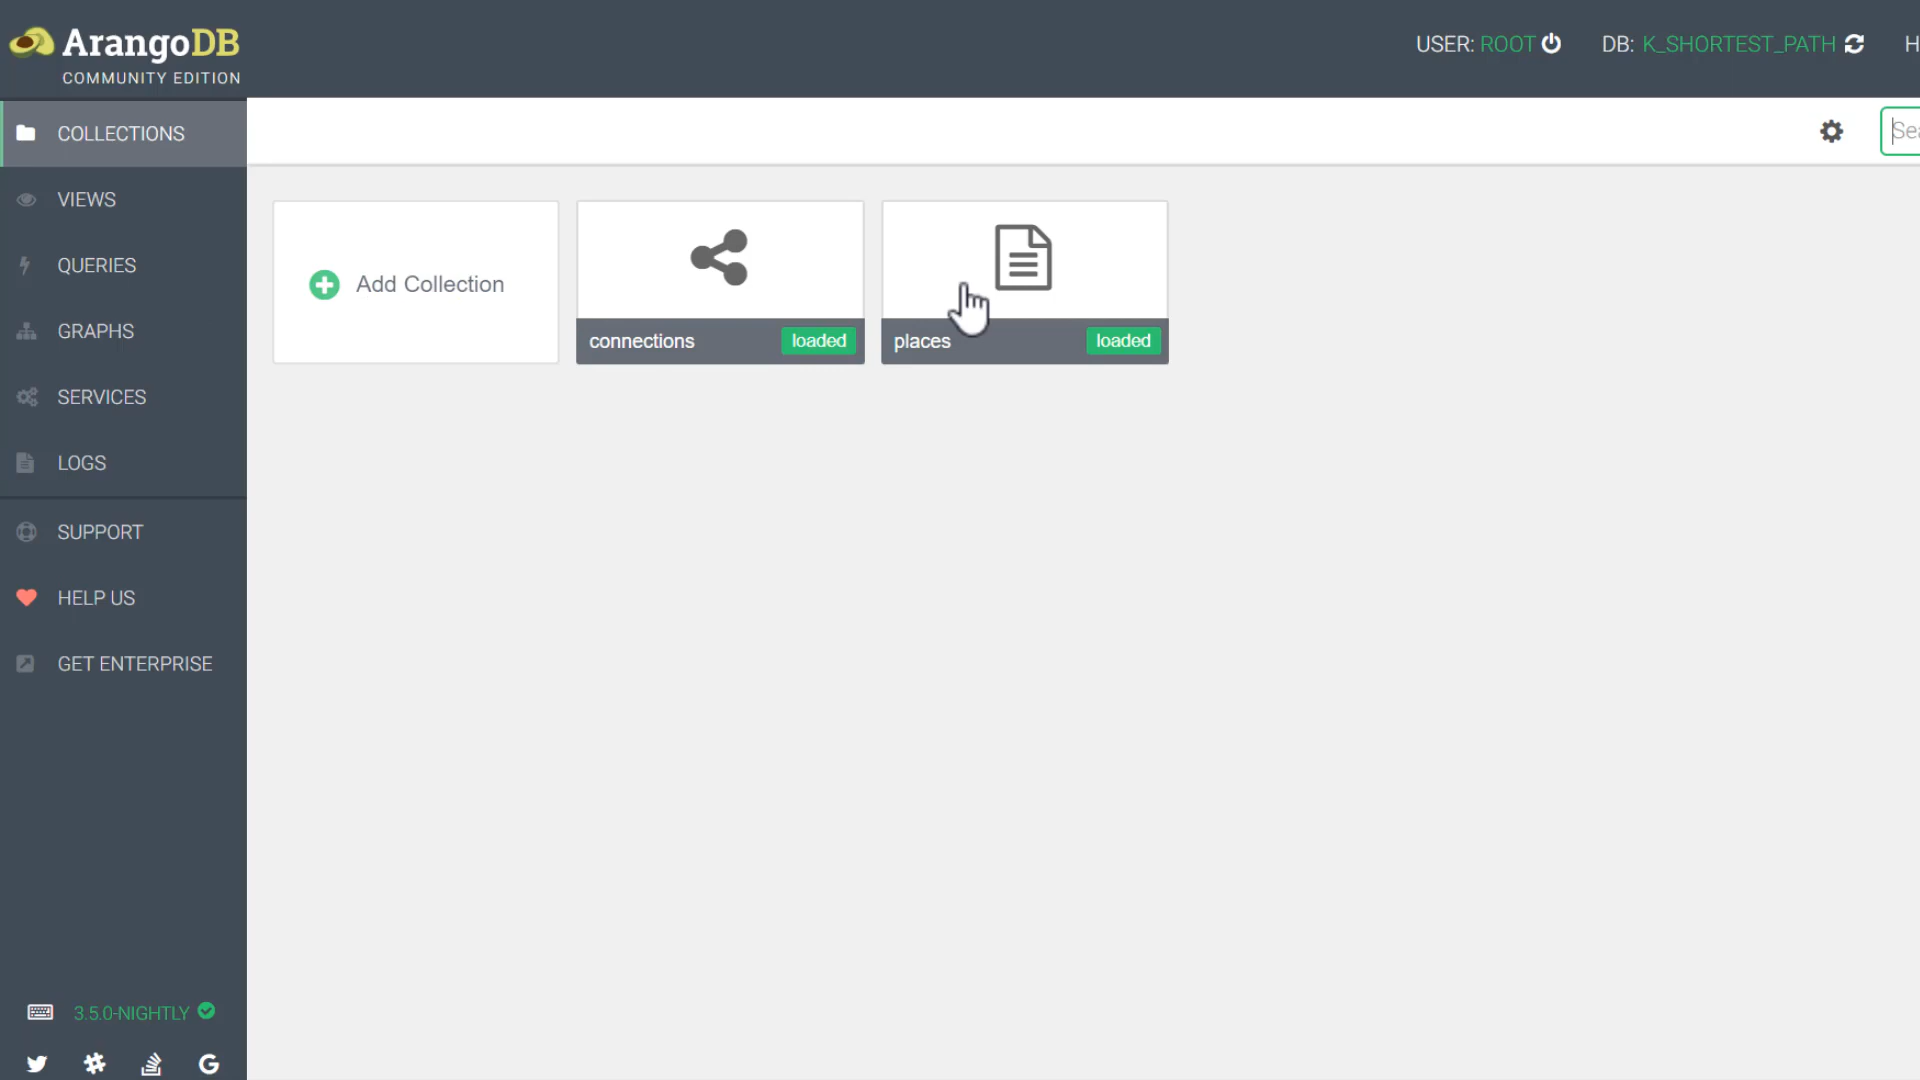 ArangoDB
COMMUNITY EDITION
USER: ROOT
DB: K_SHORTEST_PATH
COLLECTIONS
VIEWS
QUERIES
GRAPHS
SERVICES
LOGS
SUPPORT
HELP US
GET ENTERPRISE
Add Collection
connections loaded
places loaded
3.5.0-NIGHTLY